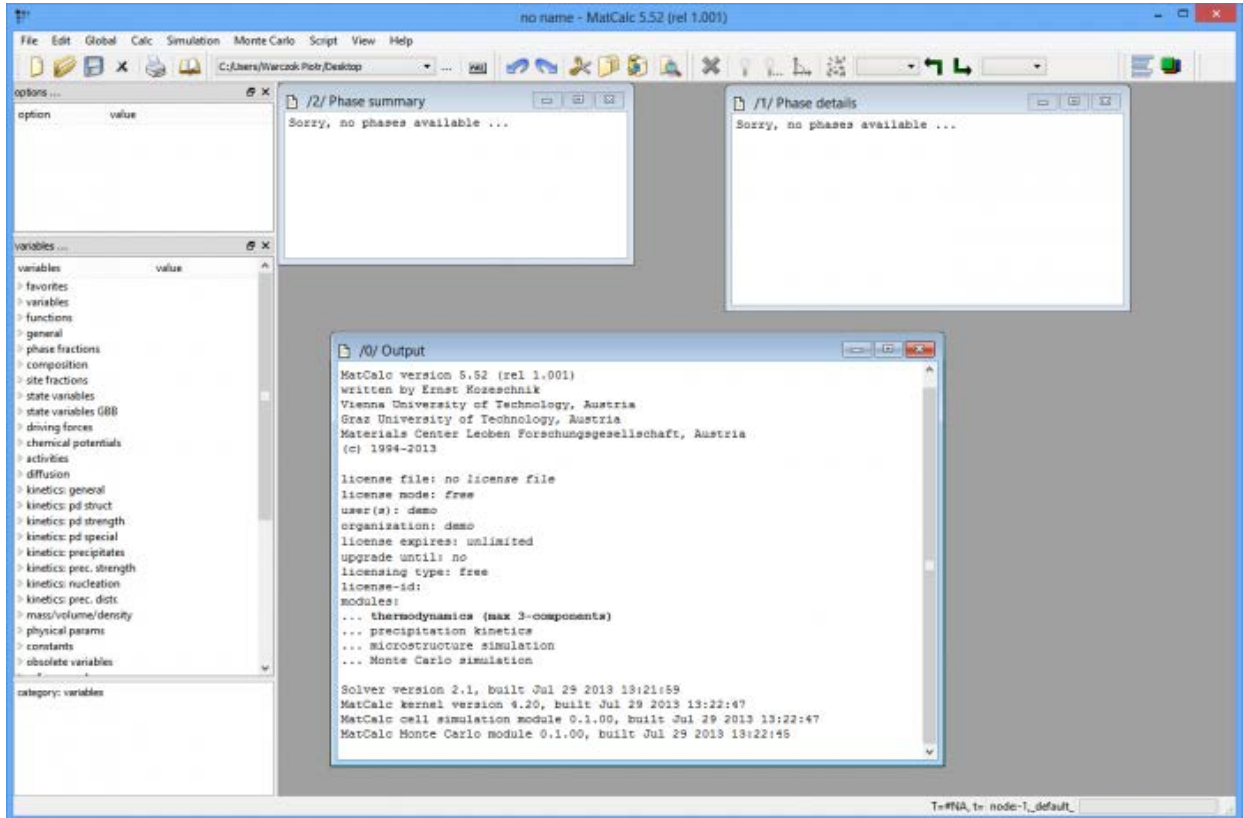 no name - MatCalc 5.52 (rel 1.001)
File Edit Global Calc Simulation Monte Carlo Script View Help
C:/Users/Warczok Piotr/Desktop ...
options ...
option value
variables ...
variables value
favorites
variables
functions
general
phase fractions
composition
site fractions
state variables
state variables GBB
driving forces
chemical potentials
activities
diffusion
kinetics: general
kinetics: pd struct
kinetics: pd strength
kinetics: pd special
kinetics: precipitates
kinetics: prec. strength
kinetics: nucleation
kinetics: prec. distr.
mass/volume/density
physical params
constants
obsolete variables
category: variables
/2/ Phase summary
Sorry, no phases available ...
/1/ Phase details
Sorry, no phases available ...
/0/ Output
MatCalc version 5.52 (rel 1.001)
written by Ernst Kozeschnik
Vienna University of Technology, Austria
Graz University of Technology, Austria
Materials Center Leoben Forschungsgesellschaft, Austria
(c) 1994-2013
license file: no license file
license mode: free
user(s): demo
organization: demo
license expires: unlimited
upgrade until: no
licensing type: free
license-id:
modules:
... thermodynamics (max 3-components)
... precipitation kinetics
... microstructure simulation
... Monte Carlo simulation
Solver version 2.1, built Jul 29 2013 13:21:59
MatCalc kernel version 4.20, built Jul 29 2013 13:22:47
MatCalc cell simulation module 0.1.00, built Jul 29 2013 13:22:47
MatCalc Monte Carlo module 0.1.00, built Jul 29 2013 13:22:45
T=#NA, t= node:-1,_default_